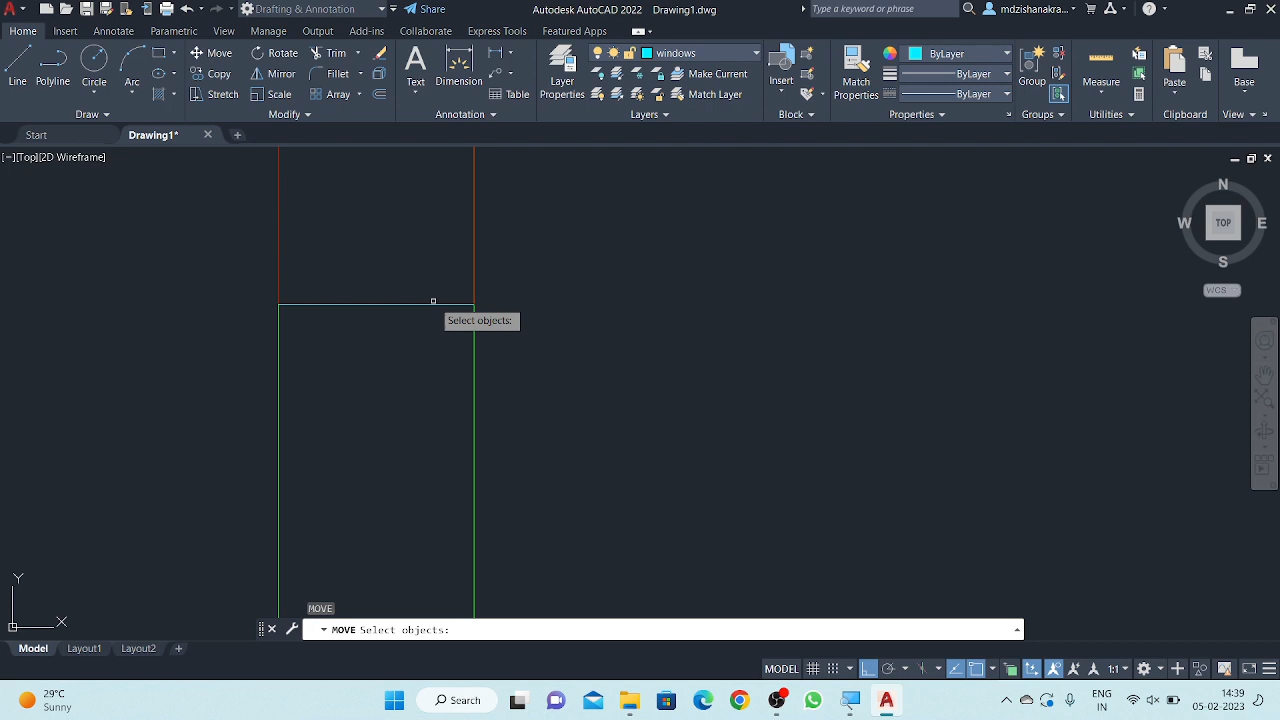 Drafting & Annotation
Share
Autodesk AutoCAD 2022 Drawing1.dwg
Type a keyword or phrase
mdzishanakra...
Home Insert Annotate Parametric View Manage Output Add-ins Collaborate Express Tools Featured Apps
Line Polyline Circle Arc
Move Rotate Trim
Copy Mirror Fillet
Stretch Scale Array
Text Dimension Table
Layer Properties
windows
Make Current
Match Layer
Insert
Match Properties
ByLayer
ByLayer
ByLayer
Group Measure Paste Base
Draw Modify Annotation Layers Block Properties Groups Utilities Clipboard View
Start Drawing1*
[−][Top][2D Wireframe]
N
W TOP E
S
WCS
Select objects:
Y
X
MOVE
MOVE Select objects:
Model Layout1 Layout2
MODEL 1:1
29°C
Sunny
Search
ENG
IN
14:39
05-02-2023